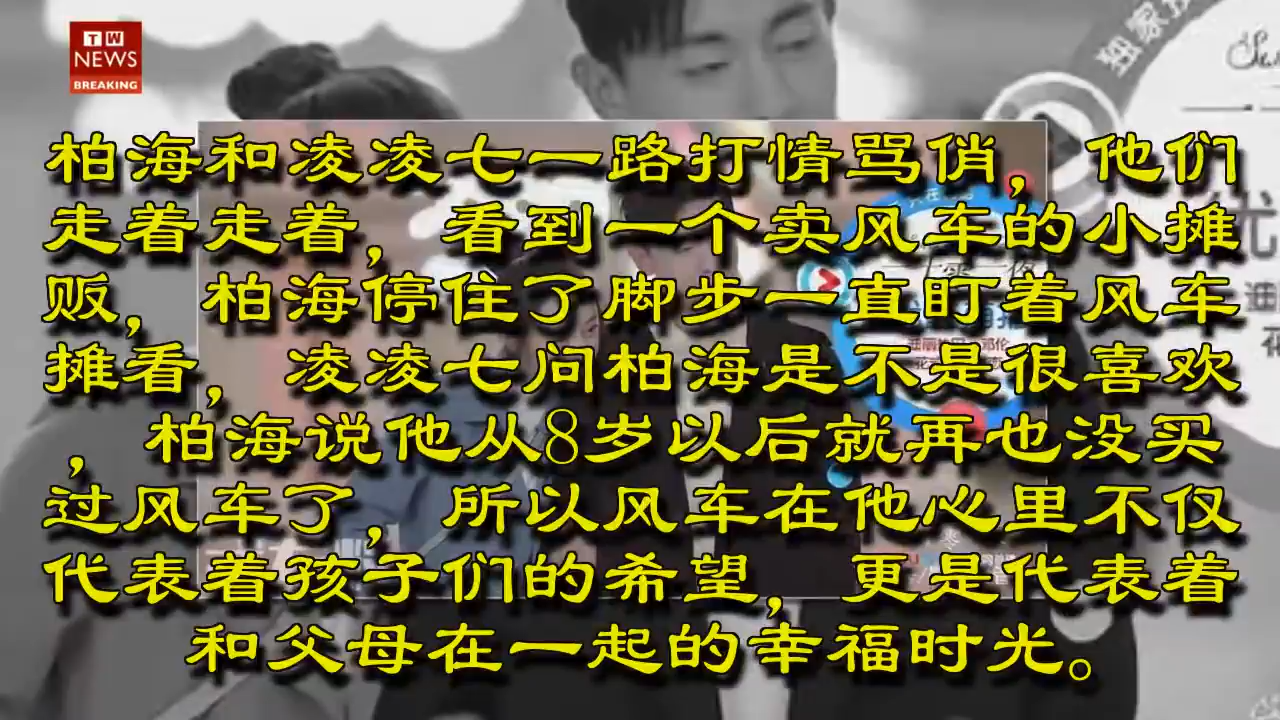 TW
NEWS
BREAKING
独家
柏海和凌凌七一路打情骂俏，他们
走着走着，看到一个卖风车的小摊
贩，柏海停住了脚步一直盯着风车
摊看，凌凌七问柏海是不是很喜欢
，柏海说他从8岁以后就再也没买
过风车了，所以风车在他心里不仅
代表着孩子们的希望，更是代表着
和父母在一起的幸福时光。